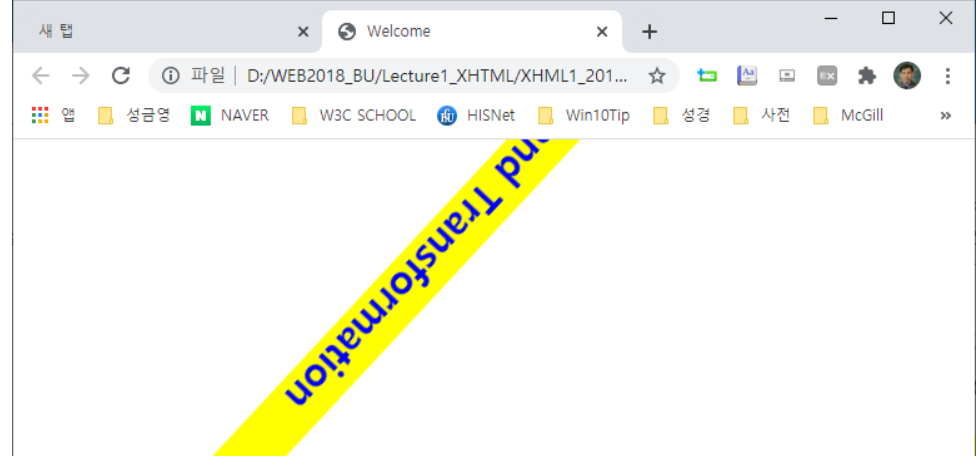 새 탭
Welcome
파일 | D:/WEB2018_BU/Lecture1_XHTML/XHML1_201...
앱 성금영 NAVER W3C SCHOOL HISNet Win10Tip 성경 사전 McGill »
nd Transformation